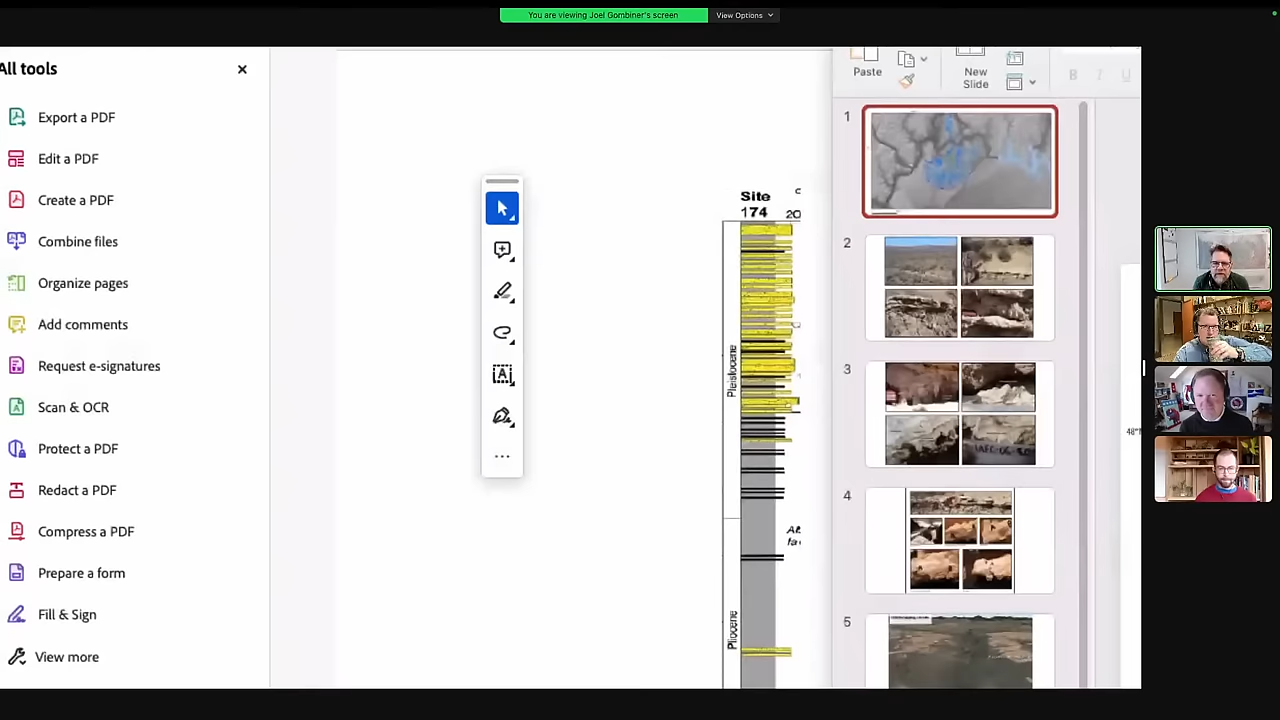 You are viewing Joel Gombiner's screen
View Options
All tools
Export a PDF
Edit a PDF
Create a PDF
Combine files
Organize pages
Add comments
Request e-signatures
Scan & OCR
Protect a PDF
Redact a PDF
Compress a PDF
Prepare a form
Fill & Sign
View more
Site
174
20
Pleistocene
Pliocene
Paste
New
Slide
B I U
1
2
3
4
5
48°